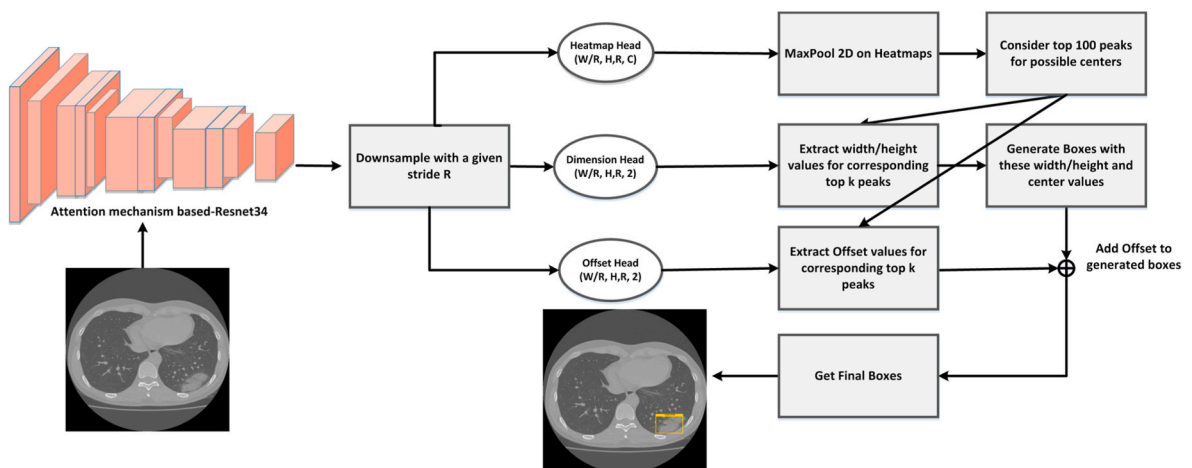 Attention mechanism based-Resnet34
Downsample with a given
stride R
Heatmap Head
(W/R, H,R, C)
MaxPool 2D on Heatmaps
Consider top 100 peaks
for possible centers
Dimension Head
(W/R, H,R, 2)
Extract width/height
values for corresponding
top k peaks
Generate Boxes with
these width/height and
center values
Offset Head
(W/R, H,R, 2)
Extract Offset values for
corresponding top k
peaks
Add Offset to
generated boxes
Get Final Boxes